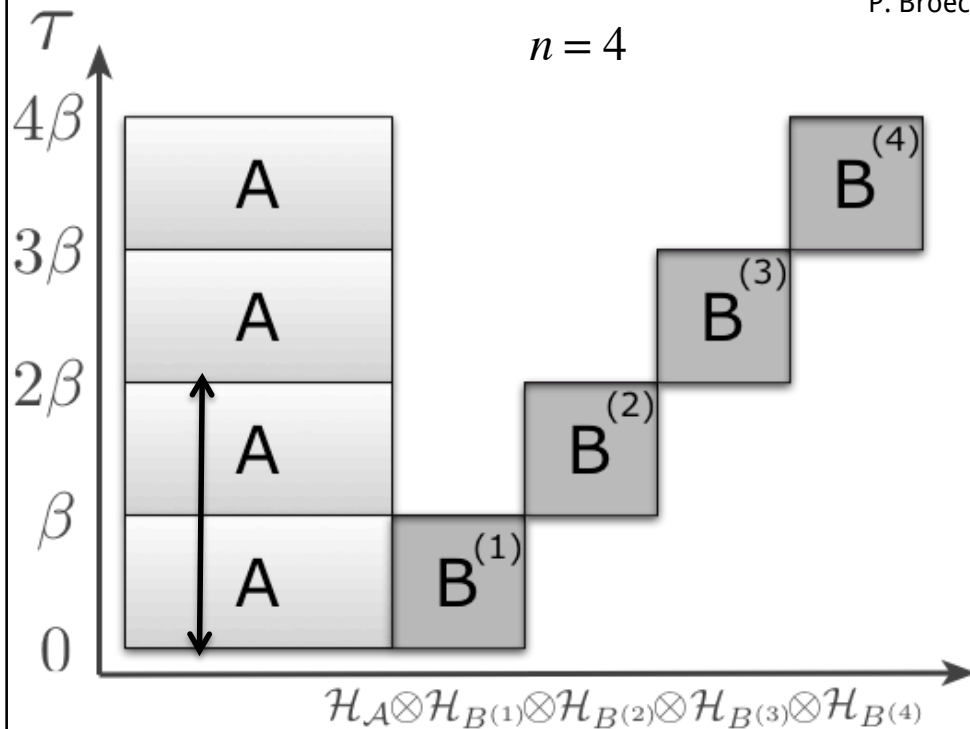 P. Broec
τ
n = 4
4β
A
B^(4)
3β
A
B^(3)
2β
A
B^(2)
β
A
B^(1)
0
ℋ_A⊗ℋ_B(1)⊗ℋ_B(2)⊗ℋ_B(3)⊗ℋ_B(4)